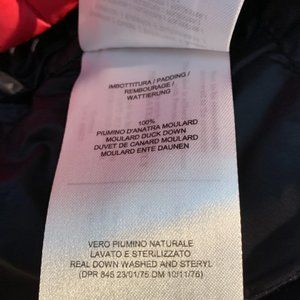 IMBOTTITURA / PADDING /
REMBOURRAGE /
WATTIERUNG
100%
PIUMINO D'ANATRA MOULARD
MOULARD DUCK DOWN
DUVET DE CANARD MOULARD
MOULARD ENTE DAUNEN
VERO PIUMINO NATURALE
LAVATO E STERILIZZATO
REAL DOWN WASHED AND STERYL
(DPR 845 23/01/75 DM 10/11/76)